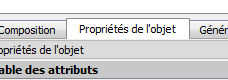 Composition Propriétés de l'objet Génér
opriétés de l'objet
able des attributs